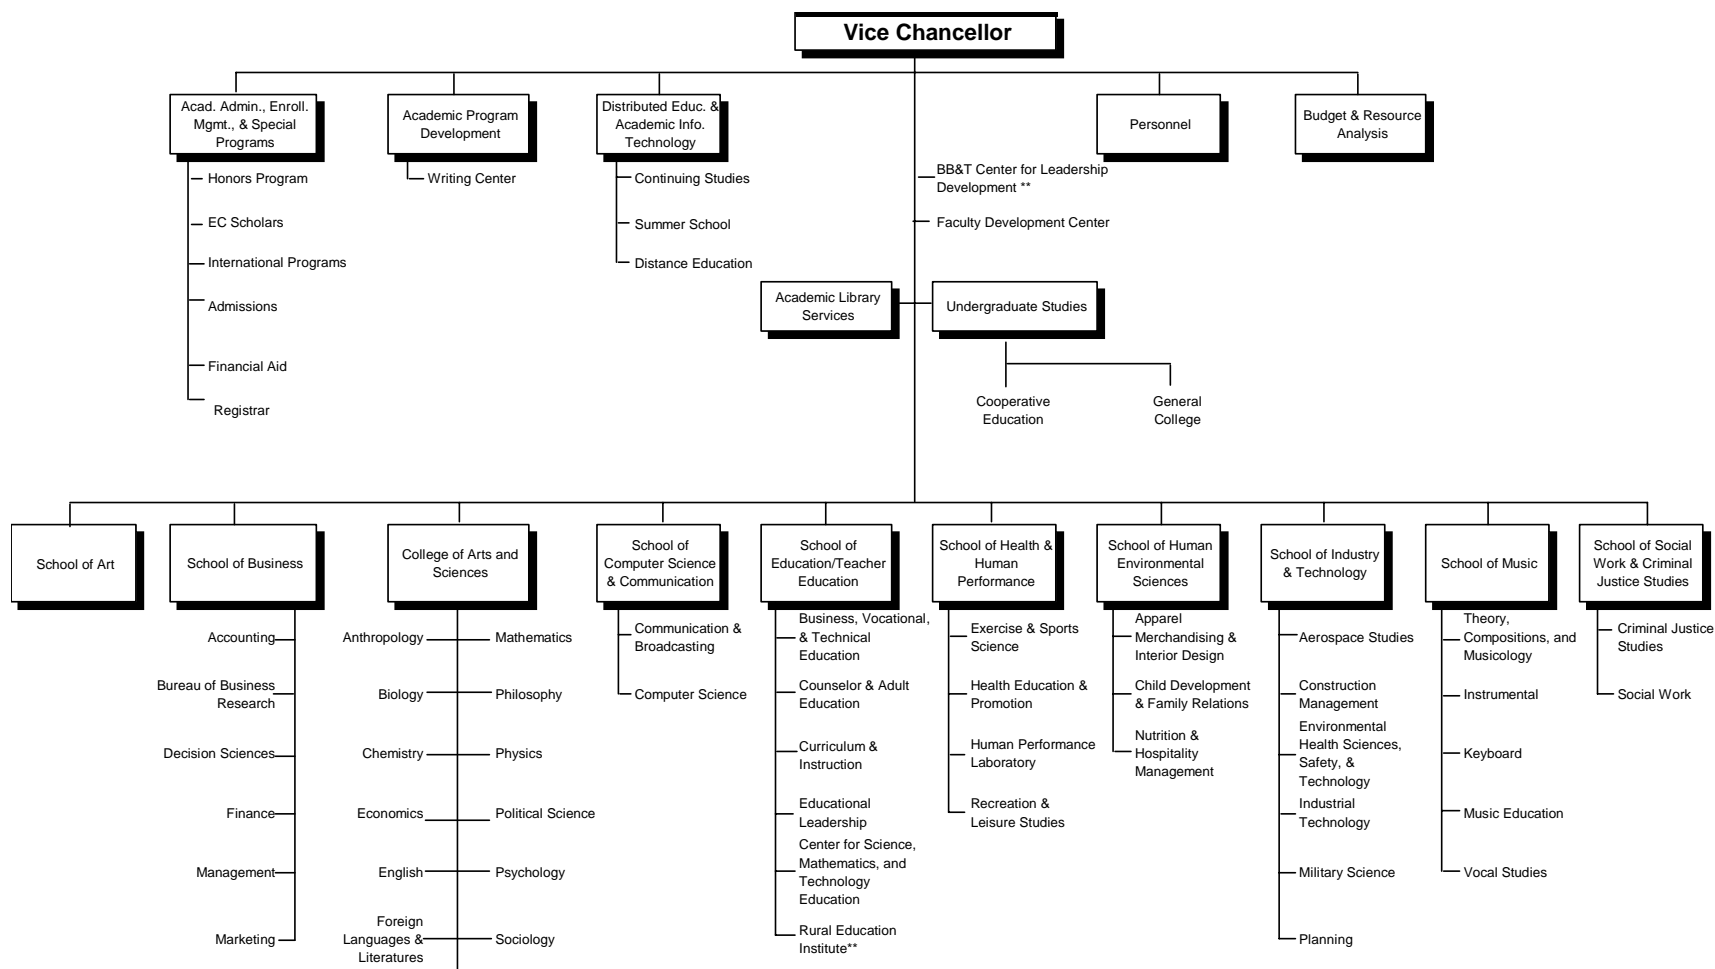 Vice Chancellor
Acad. Admin., Enroll.
Mgmt., & Special
Programs
Academic Program
Development
Distributed Educ. &
Academic Info.
Technology
Personnel
Budget & Resource
Analysis
Honors Program
EC Scholars
International Programs
Admissions
Financial Aid
Registrar
Writing Center
Continuing Studies
Summer School
Distance Education
BB&T Center for Leadership
Development **
Faculty Development Center
Academic Library
Services
Undergraduate Studies
Cooperative
Education
General
College
School of Art
School of Business
Accounting
Bureau of Business
Research
Decision Sciences
Finance
Management
Marketing
College of Arts and
Sciences
Anthropology
Biology
Chemistry
Economics
English
Foreign
Languages &
Literatures
Mathematics
Philosophy
Physics
Political Science
Psychology
Sociology
School of
Computer Science
& Communication
Communication &
Broadcasting
Computer Science
School of
Education/Teacher
Education
Business, Vocational,
& Technical
Education
Counselor & Adult
Education
Curriculum &
Instruction
Educational
Leadership
Center for Science,
Mathematics, and
Technology
Education
Rural Education
Institute**
School of Health &
Human
Performance
Exercise & Sports
Science
Health Education &
Promotion
Human Performance
Laboratory
Recreation &
Leisure Studies
School of Human
Environmental
Sciences
Apparel
Merchandising &
Interior Design
Child Development
& Family Relations
Nutrition &
Hospitality
Management
School of Industry
& Technology
Aerospace Studies
Construction
Management
Environmental
Health Sciences,
Safety, &
Technology
Industrial
Technology
Military Science
Planning
School of Music
Theory,
Compositions, and
Musicology
Instrumental
Keyboard
Music Education
Vocal Studies
School of Social
Work & Criminal
Justice Studies
Criminal Justice
Studies
Social Work